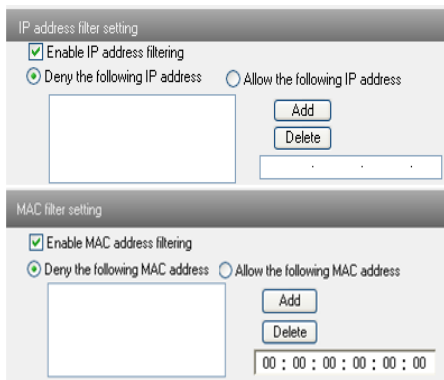 IP address filter setting
Enable IP address filtering
Deny the following IP address Allow the following IP address
Add
Delete
. . .
MAC filter setting
Enable MAC address filtering
Deny the following MAC address Allow the following MAC address
Add
Delete
00 : 00 : 00 : 00 : 00 : 00